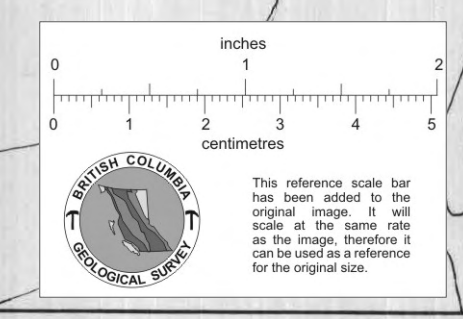 inches
0 1 2
0 1 2 3 4 5
centimetres
BRITISH COLUMBIA
GEOLOGICAL SURVEY
This reference scale bar
has been added to the
original image. It will
scale at the same rate
as the image, therefore it
can be used as a reference
for the original size.